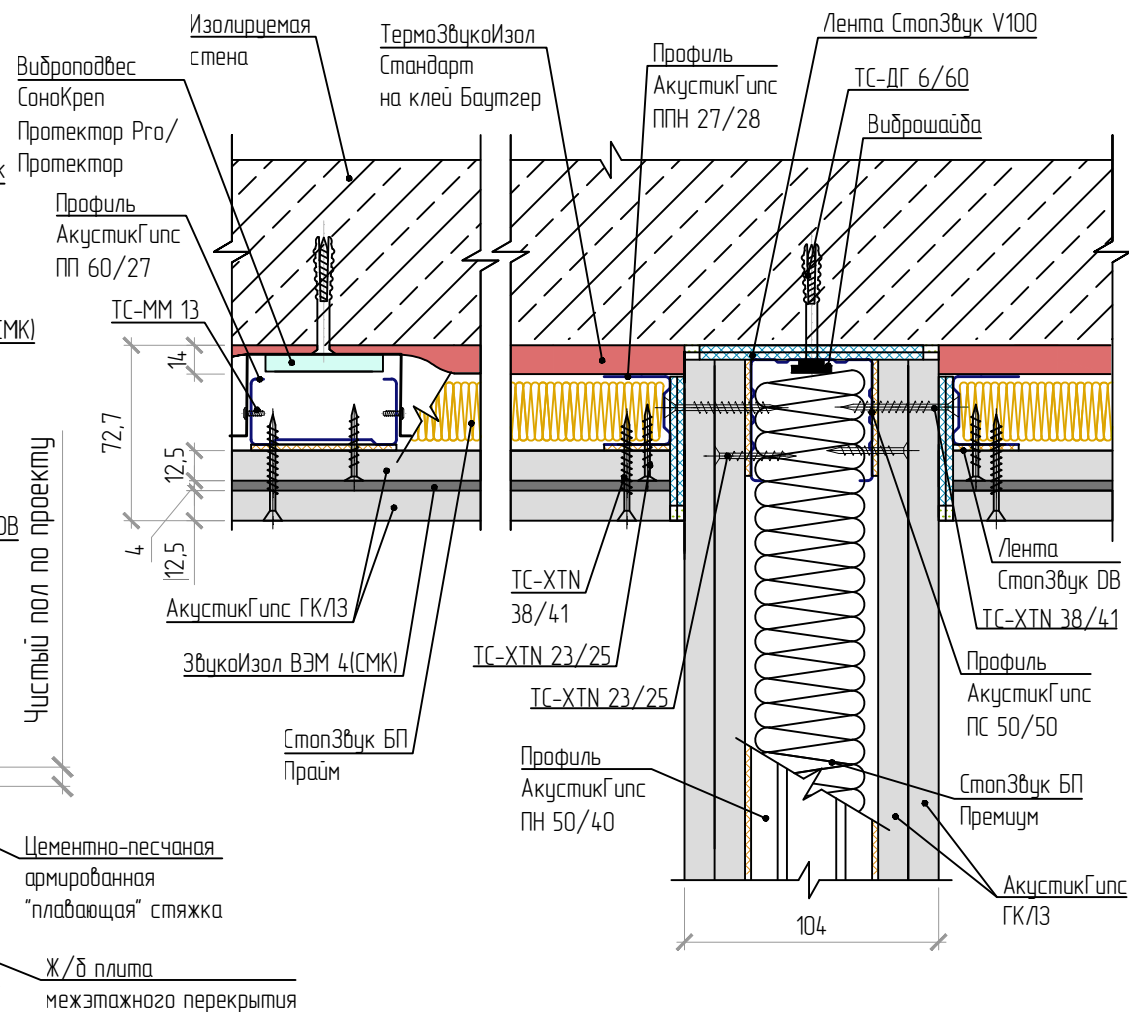 Изолируемая
стена
ТермоЗвукоИзол
Стандарт
на клей Баутгер
Лента СтопЗвук V100
Виброподвес
СоноКреп
Протектор Pro/
Протектор
Профиль
АкустикГипс
ППН 27/28
ТС-ДГ 6/60
Виброшайба
к
Профиль
АкустикГипс
ПП 60/27
ТС-ММ 13
СМК)
14
72,7
12,5
4
12,5
Чистый пол по проекту
DB
АкустикГипс ГКЛЗ
ЗвукоИзол ВЭМ 4(СМК)
СтопЗвук БП
Прайм
ТС-XTN
38/41
ТС-XTN 23/25
ТС-XTN 23/25
Лента
СтопЗвук DB
ТС-XTN 38/41
Профиль
АкустикГипс
ПС 50/50
Профиль
АкустикГипс
ПН 50/40
СтопЗвук БП
Премиум
АкустикГипс
ГКЛЗ
104
Цементно-песчаная
армированная
"плавающая" стяжка
Ж/б плита
межэтажного перекрытия